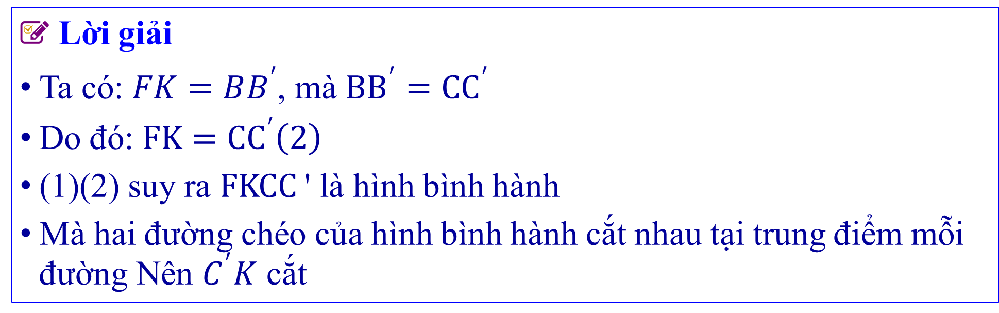 Lời giải
• Ta có: FK = BB′, mà BB′ = CC′
• Do đó: FK = CC′(2)
• (1)(2) suy ra FKCC ' là hình bình hành
• Mà hai đường chéo của hình bình hành cắt nhau tại trung điểm mỗi
đường Nên C′K cắt